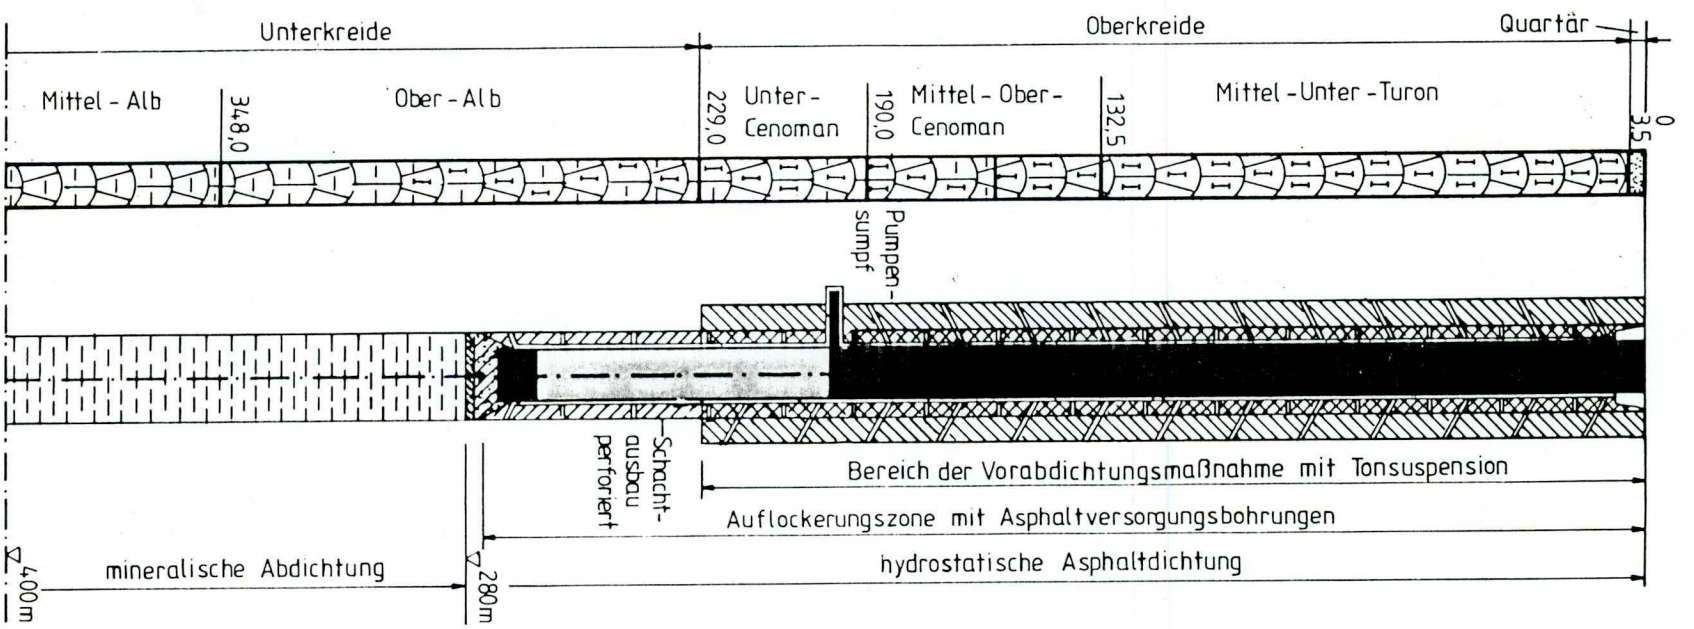 Unterkreide
Oberkreide
Quartär
Mittel-Alb
348,0
Ober-Alb
229,0
Unter-
Cenoman
190,0
Mittel-Ober-
Cenoman
132,5
Mittel-Unter-Turon
3,5
0
Pumpen-
sumpf
Schacht-
ausbau
perforiert
Bereich der Vorabdichtungsmaßnahme mit Tonsuspension
Auflockerungszone mit Asphaltversorgungsbohrungen
hydrostatische Asphaltdichtung
mineralische Abdichtung
400m
280m